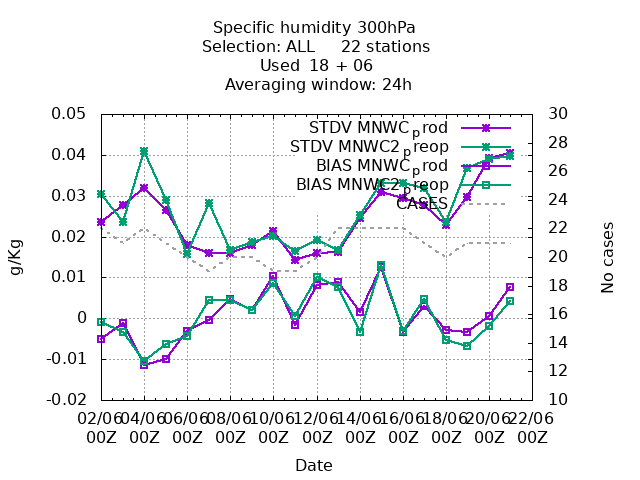 Specific humidity 300hPa
Selection: ALL 22 stations
Used 18 + 06
Averaging window: 24h
0.05
0.04
0.03
0.02
0.01
0
-0.01
-0.02
g/Kg
30
28
26
24
22
20
18
16
14
12
10
No cases
STDV MNWC_prod
STDV MNWC2_preop
BIAS MNWC_prod
BIAS MNWC2_preop
CASES
02/06 04/06 06/06 08/06 10/06 12/06 14/06 16/06 18/06 20/06 22/06
00Z 00Z 00Z 00Z 00Z 00Z 00Z 00Z 00Z 00Z 00Z
Date